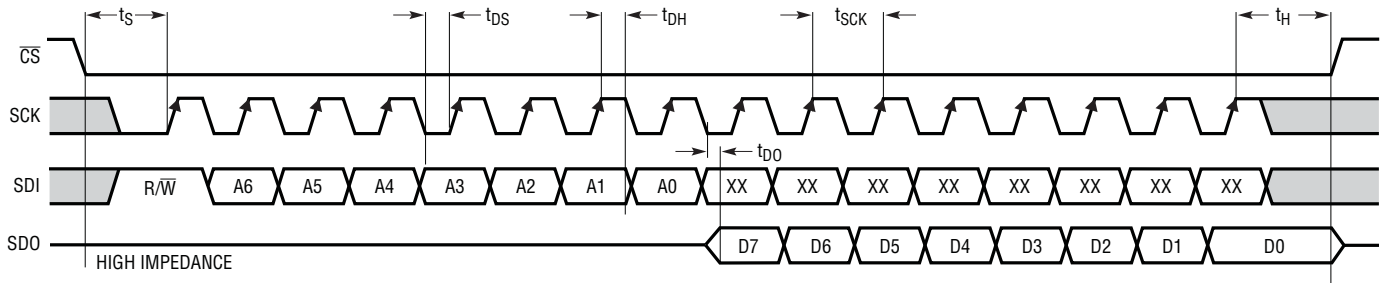 tS tDS tDH tSCK tH
CS
SCK
tDO
SDI R/W A6 A5 A4 A3 A2 A1 A0 XX XX XX XX XX XX XX XX
SDO D7 D6 D5 D4 D3 D2 D1 D0
HIGH IMPEDANCE